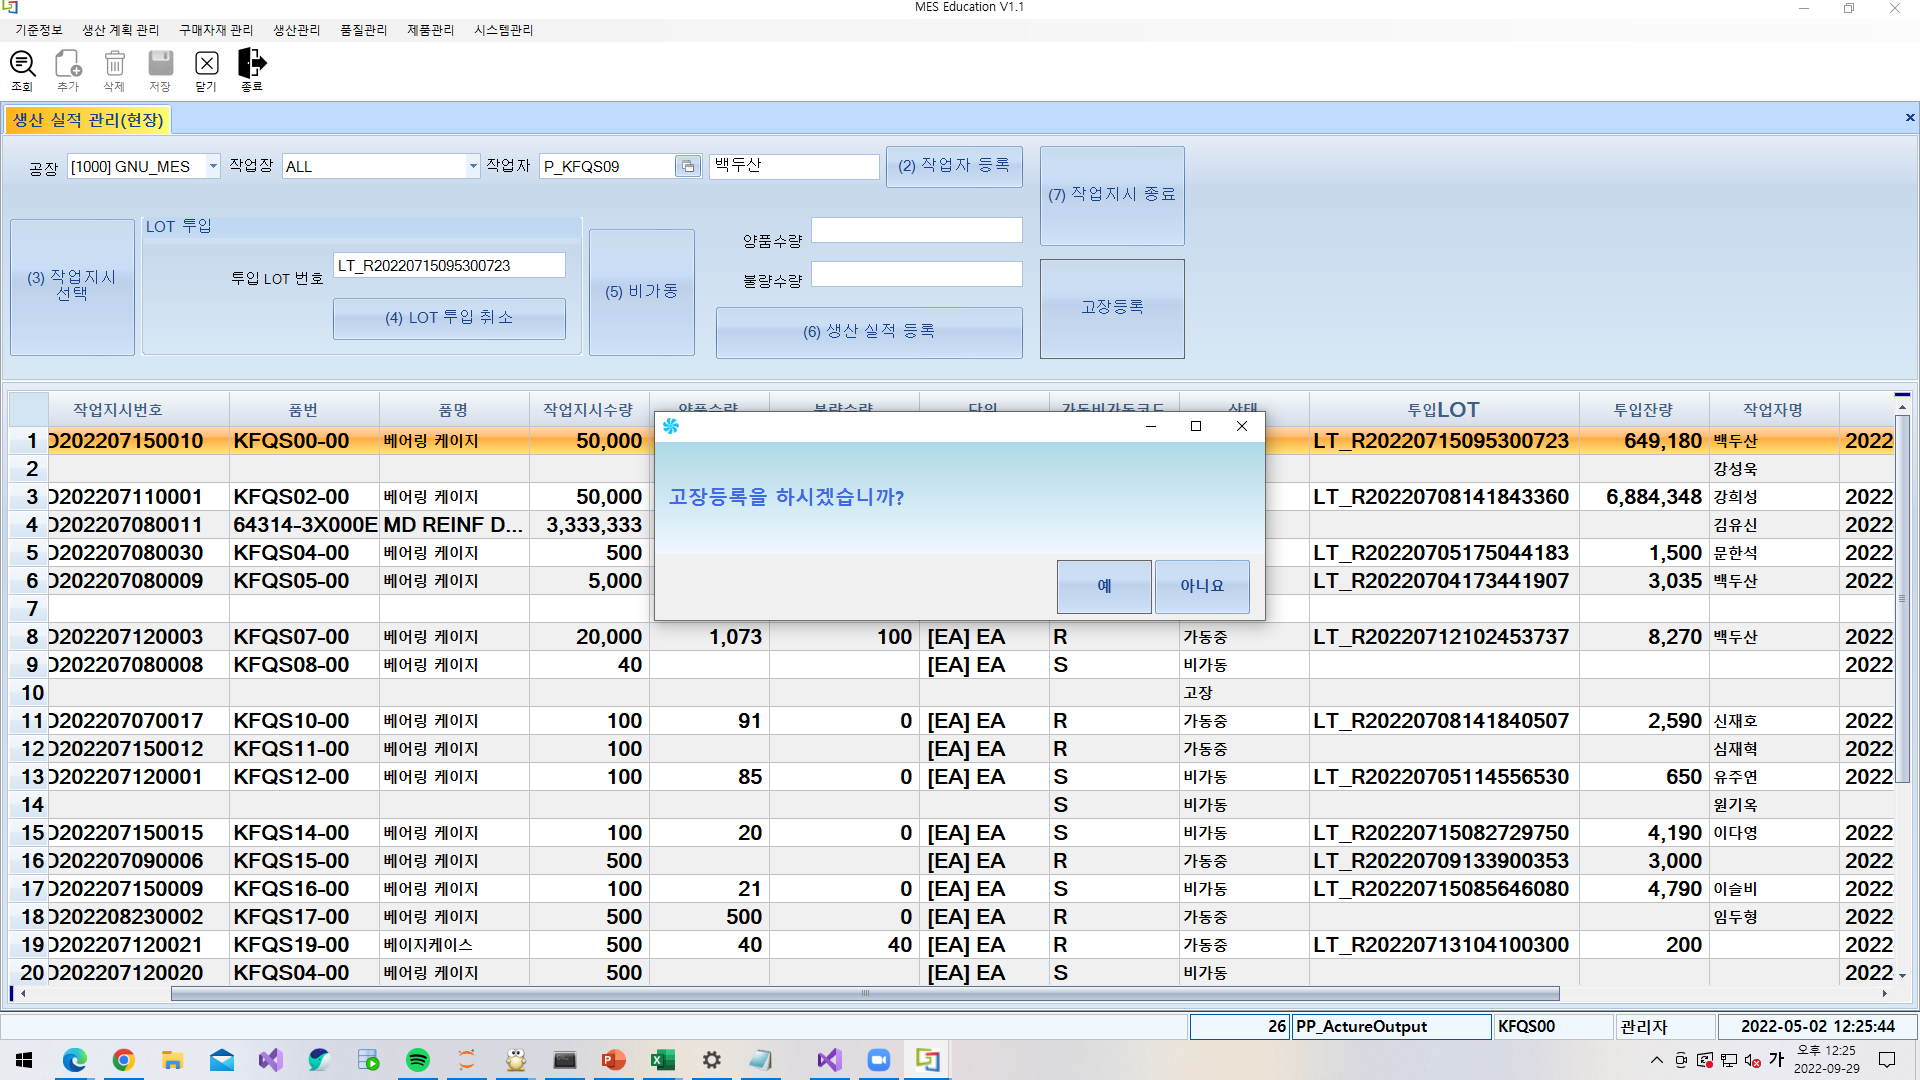 MES Education V1.1
기준정보 생산 계획 관리 구매자재 관리 생산관리 품질관리 제품관리 시스템관리
조회 추가 삭제 저장 닫기 종료
생산 실적 관리(현장)
공장 [1000] GNU_MES 작업장 ALL 작업자 P_KFQS09 백두산 (2) 작업자 등록
(7) 작업지시 종료
LOT 투입
(3) 작업지시 선택
투입 LOT 번호 LT_R20220715095300723
(4) LOT 투입 취소
(5) 비가동
양품수량
불량수량
(6) 생산 실적 등록
고장등록
작업지시번호 품번 품명 작업지시수량 양품수량 불량수량 단위 가동비가동코드 상태 투입LOT 투입잔량 작업자명
1 O202207150010 KFQS00-00 베어링 케이지 50,000 LT_R20220715095300723 649,180 백두산 2022
2 강성욱
3 O202207110001 KFQS02-00 베어링 케이지 50,000 LT_R20220708141843360 6,884,348 강희성 2022
4 O202207080011 64314-3X000E MD REINF D... 3,333,333 김유신 2022
5 O202207080030 KFQS04-00 베어링 케이지 500 LT_R20220705175044183 1,500 문한석 2022
6 O202207080009 KFQS05-00 베어링 케이지 5,000 LT_R20220704173441907 3,035 백두산 2022
7
8 O202207120003 KFQS07-00 베어링 케이지 20,000 1,073 100 [EA] EA R 가동중 LT_R20220712102453737 8,270 백두산 2022
9 O202207080008 KFQS08-00 베어링 케이지 40 [EA] EA S 비가동 2022
10 고장
11 O202207070017 KFQS10-00 베어링 케이지 100 91 0 [EA] EA R 가동중 LT_R20220708141840507 2,590 신재호 2022
12 O202207150012 KFQS11-00 베어링 케이지 100 [EA] EA R 가동중 심재혁 2022
13 O202207120001 KFQS12-00 베어링 케이지 100 85 0 [EA] EA S 비가동 LT_R20220705114556530 650 유주연 2022
14 S 비가동 원기옥
15 O202207150015 KFQS14-00 베어링 케이지 100 20 0 [EA] EA S 비가동 LT_R20220715082729750 4,190 이다영 2022
16 O202207090006 KFQS15-00 베어링 케이지 500 [EA] EA R 가동중 LT_R20220709133900353 3,000 2022
17 O202207150009 KFQS16-00 베어링 케이지 100 21 0 [EA] EA S 비가동 LT_R20220715085646080 4,790 이슬비 2022
18 O202208230002 KFQS17-00 베어링 케이지 500 500 0 [EA] EA R 가동중 임두형 2022
19 O202207120021 KFQS19-00 베이지케이스 500 40 40 [EA] EA R 가동중 LT_R20220713104100300 200 2022
20 O202207120020 KFQS04-00 베어링 케이지 500 [EA] EA S 비가동 2022
고장등록을 하시겠습니까?
예 아니요
26 PP_ActureOutput KFQS00 관리자 2022-05-02 12:25:44
가 오후 12:25
2022-09-29